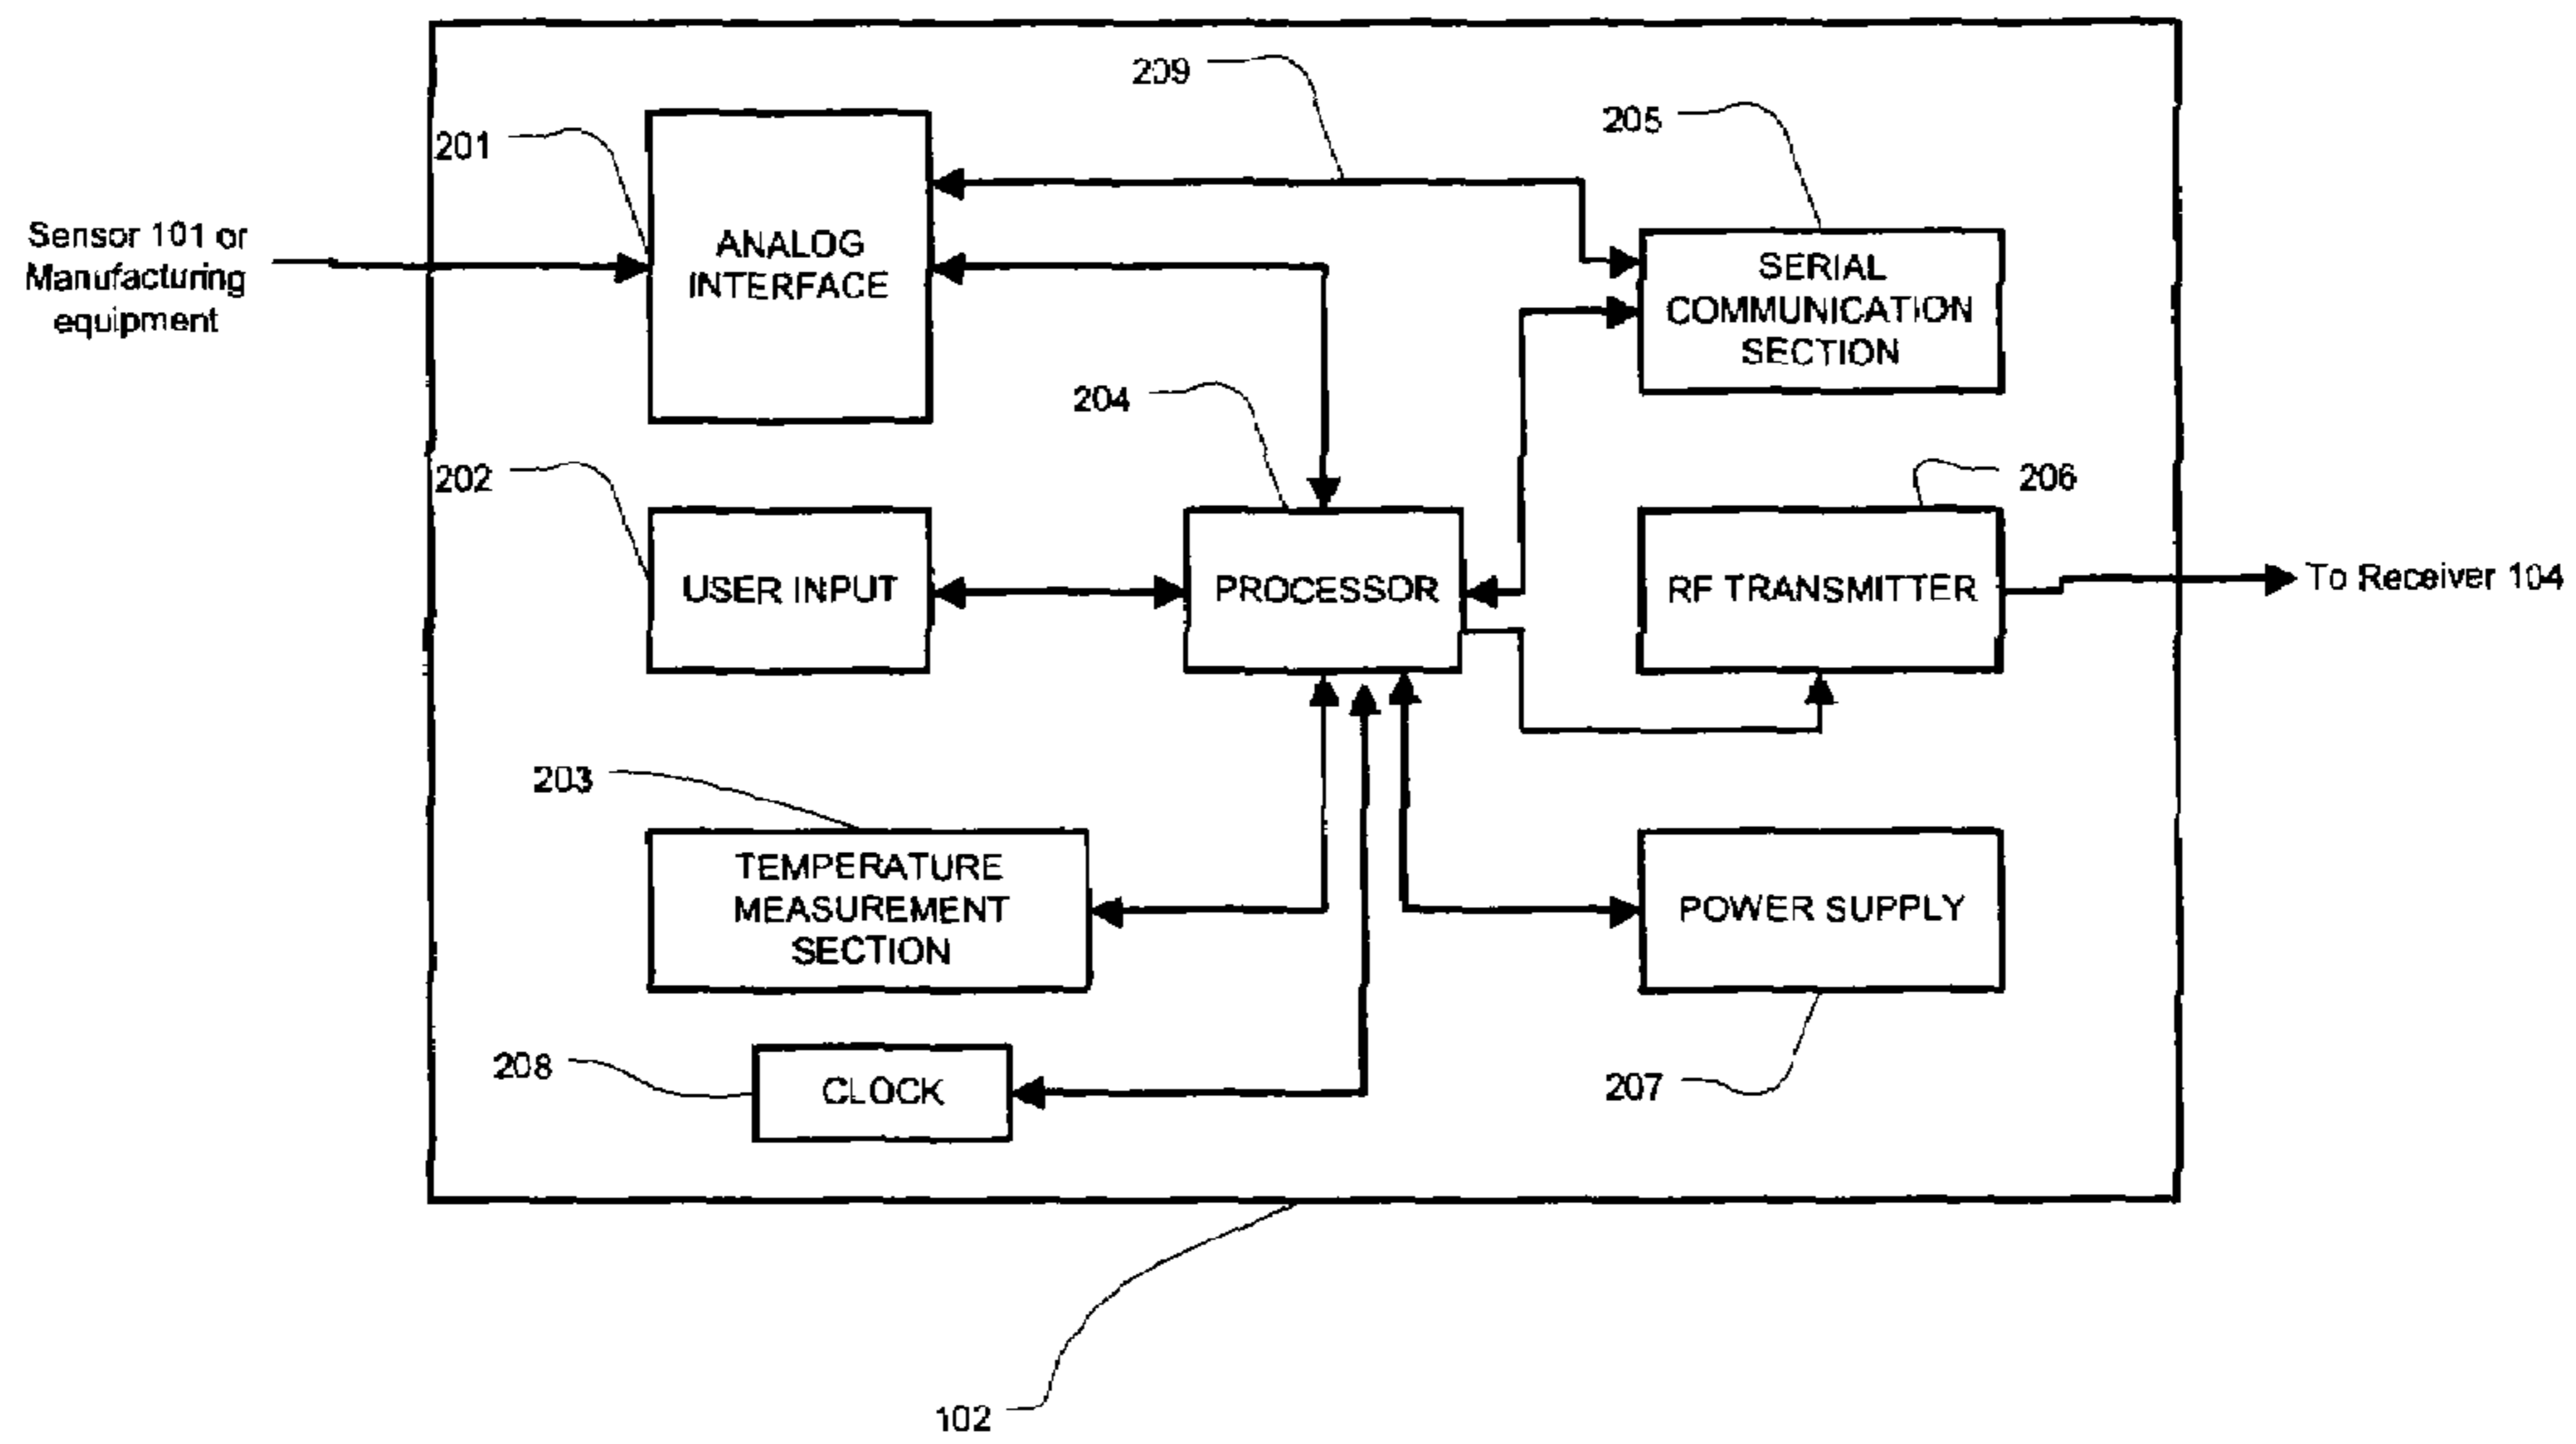 209
205
201
Sensor 101 or
Manufacturing
equipment
ANALOG
INTERFACE
SERIAL
COMMUNICATION
SECTION
204
202
206
USER INPUT
PROCESSOR
RF TRANSMITTER
To Receiver 104
203
TEMPERATURE
MEASUREMENT
SECTION
POWER SUPPLY
208
CLOCK
207
102